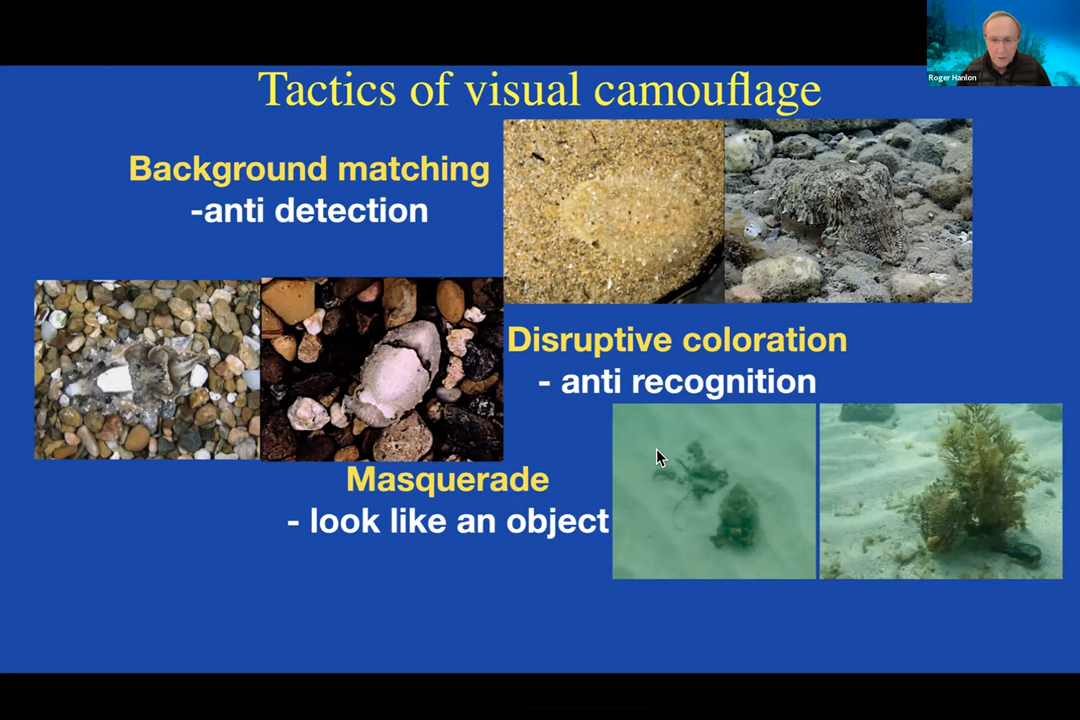 Roger Hanlon
Tactics of visual camouflage
Background matching
-anti detection
Disruptive coloration
- anti recognition
Masquerade
- look like an object